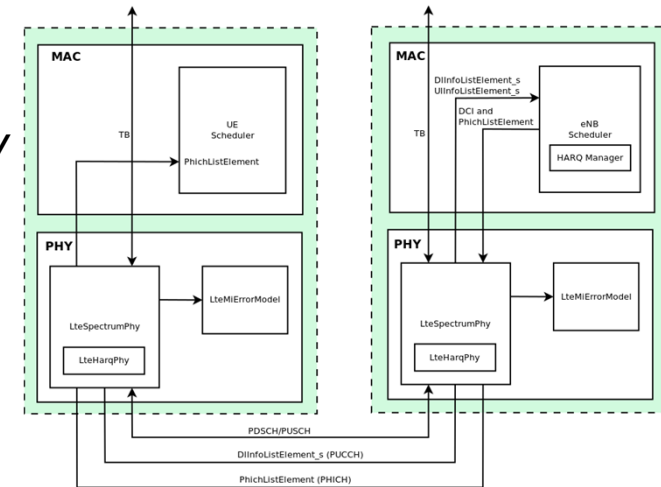 y
MAC
UE
Scheduler
TB
PhichListElement
PHY
LteSpectrumPhy
LteHarqPhy
LteMiErrorModel
MAC
DlInfoListElement_s
UlInfoListElement_s
DCI and
PhichListElement
eNB
Scheduler
HARQ Manager
TB
PHY
LteSpectrumPhy
LteHarqPhy
LteMiErrorModel
PDSCH/PUSCH
DlInfoListElement_s (PUCCH)
PhichListElement (PHICH)